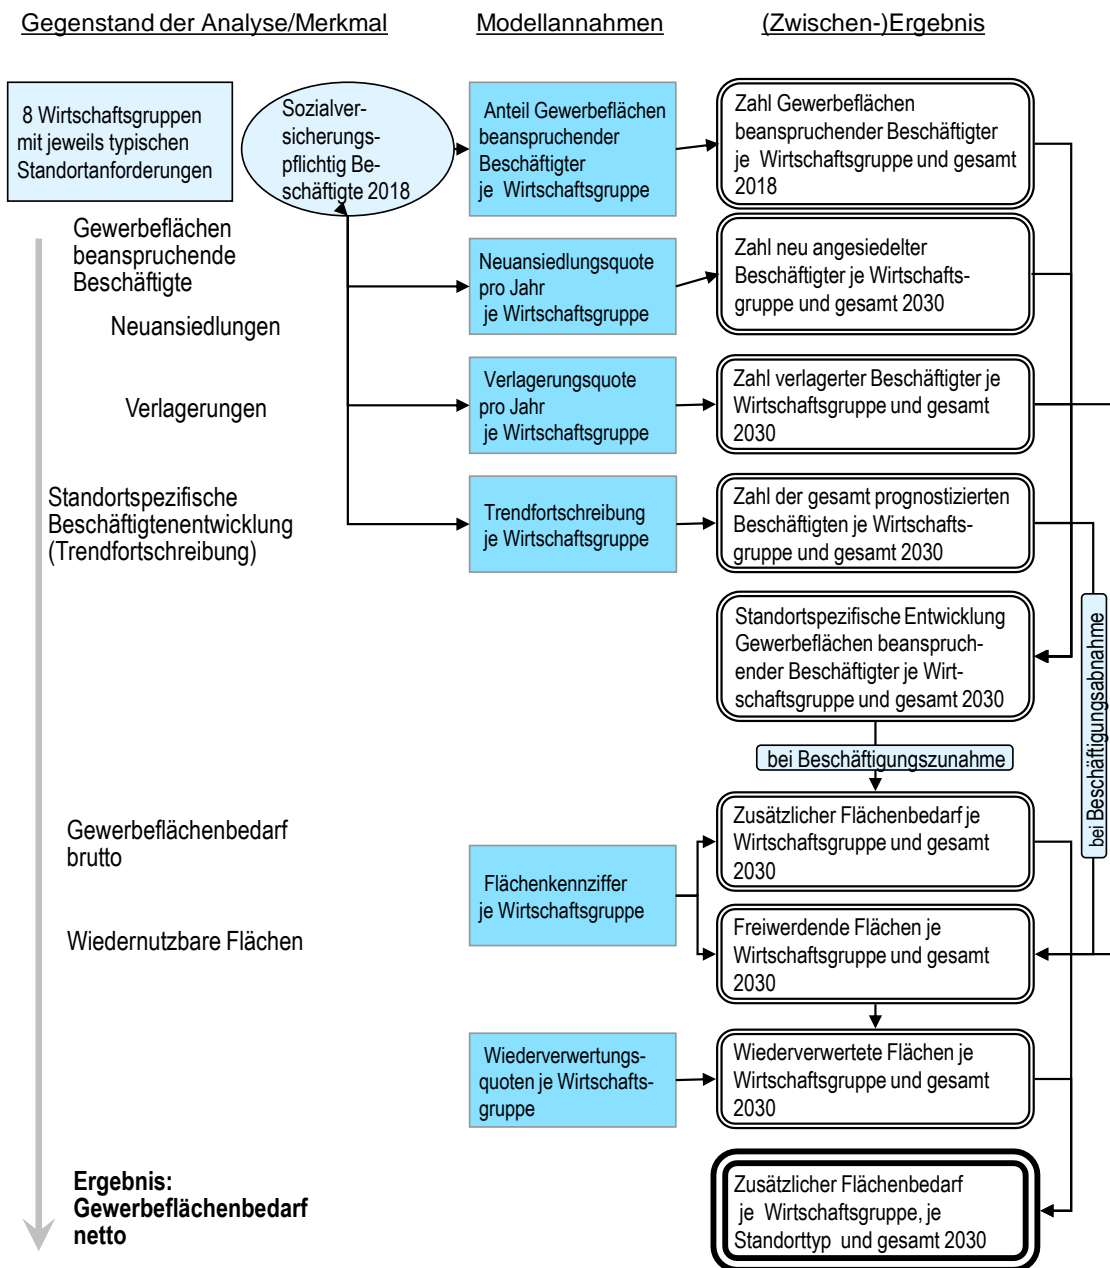 Gegenstand der Analyse/Merkmal
Modellannahmen
(Zwischen-)Ergebnis
8 Wirtschaftsgruppen
mit jeweils typischen
Standortanforderungen
Sozialver-
sicherungs-
pflichtig Be-
schäftigte 2018
Anteil Gewerbeflächen
beanspruchender
Beschäftigter
je Wirtschaftsgruppe
Zahl Gewerbeflächen
beanspruchender Beschäftigter
je Wirtschaftsgruppe und gesamt
2018
Gewerbeflächen
beanspruchende
Beschäftigte
Neuansiedlungen
Neuansiedlungsquote
pro Jahr
je Wirtschaftsgruppe
Zahl neu angesiedelter
Beschäftigter je Wirtschafts-
gruppe und gesamt 2030
Verlagerungen
Verlagerungsquote
pro Jahr
je Wirtschaftsgruppe
Zahl verlagerter Beschäftigter je
Wirtschaftsgruppe und gesamt
2030
Standortspezifische
Beschäftigtenentwicklung
(Trendfortschreibung)
Trendfortschreibung
je Wirtschaftsgruppe
Zahl der gesamt prognostizierten
Beschäftigten je Wirtschafts-
gruppe und gesamt 2030
Standortspezifische Entwicklung
Gewerbeflächen beanspruch-
ender Beschäftigter je Wirt-
schaftsgruppe und gesamt 2030
bei Beschäftigungszunahme
bei Beschäftigungsabnahme
Gewerbeflächenbedarf
brutto
Flächenkennziffer
je Wirtschaftsgruppe
Zusätzlicher Flächenbedarf je
Wirtschaftsgruppe und gesamt
2030
Wiedernutzbare Flächen
Freiwerdende Flächen je
Wirtschaftsgruppe und gesamt
2030
Wiederverwertungs-
quoten je Wirtschafts-
gruppe
Wiederverwertete Flächen je
Wirtschaftsgruppe und gesamt
2030
Ergebnis:
Gewerbeflächenbedarf
netto
Zusätzlicher Flächenbedarf
je Wirtschaftsgruppe, je
Standorttyp und gesamt 2030